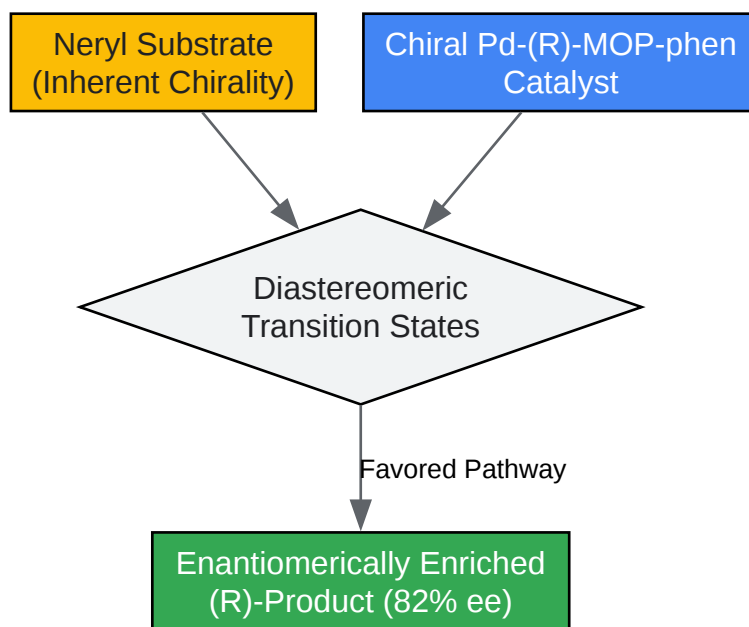 Neryl Substrate
(Inherent Chirality)
Chiral Pd-(R)-MOP-phen
Catalyst
Diastereomeric
Transition States
Favored Pathway
Enantiomerically Enriched
(R)-Product (82% ee)